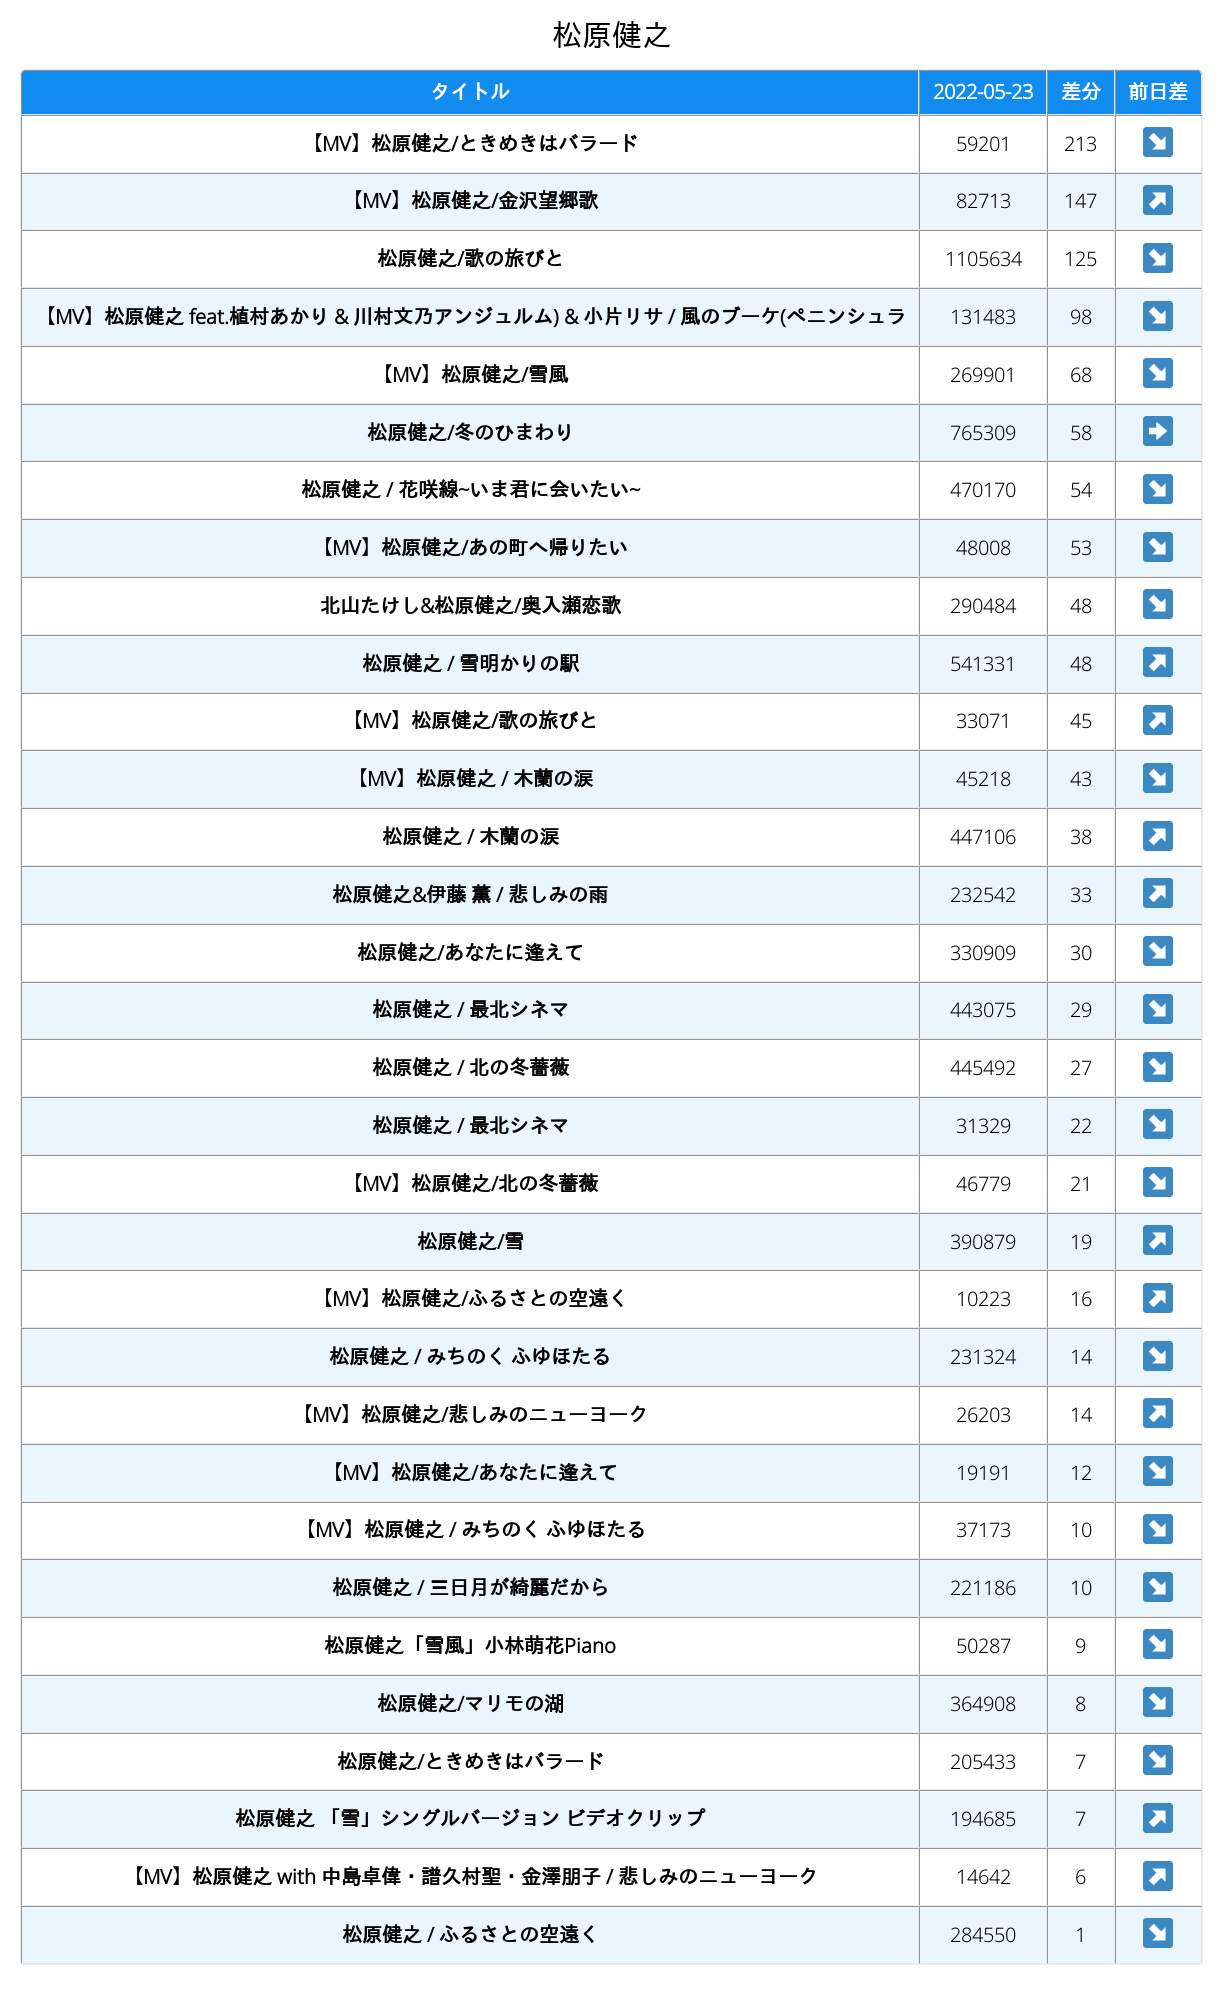 松原健之
タイトル 2022-05-23 差分 前日差
【MV】松原健之/ときめきはバラード 59201 213 ↘
【MV】松原健之/金沢望郷歌 82713 147 ↗
松原健之/歌の旅びと 1105634 125 ↘
【MV】松原健之 feat.植村あかり & 川村文乃アンジュルム) & 小片リサ / 風のブーケ(ペニンシュラ 131483 98 ↘
【MV】松原健之/雪風 269901 68 ↘
松原健之/冬のひまわり 765309 58 ➡
松原健之 / 花咲線~いま君に会いたい~ 470170 54 ↘
【MV】松原健之/あの町へ帰りたい 48008 53 ↘
北山たけし&松原健之/奥入瀬恋歌 290484 48 ↘
松原健之 / 雪明かりの駅 541331 48 ↗
【MV】松原健之/歌の旅びと 33071 45 ↗
【MV】松原健之 / 木蘭の涙 45218 43 ↘
松原健之 / 木蘭の涙 447106 38 ↗
松原健之&伊藤 薫 / 悲しみの雨 232542 33 ↗
松原健之/あなたに逢えて 330909 30 ↘
松原健之 / 最北シネマ 443075 29 ↘
松原健之 / 北の冬薔薇 445492 27 ↘
松原健之 / 最北シネマ 31329 22 ↘
【MV】松原健之/北の冬薔薇 46779 21 ↘
松原健之/雪 390879 19 ↗
【MV】松原健之/ふるさとの空遠く 10223 16 ↗
松原健之 / みちのく ふゆほたる 231324 14 ↘
【MV】松原健之/悲しみのニューヨーク 26203 14 ↗
【MV】松原健之/あなたに逢えて 19191 12 ↘
【MV】松原健之 / みちのく ふゆほたる 37173 10 ↘
松原健之 / 三日月が綺麗だから 221186 10 ↘
松原健之「雪風」小林萌花Piano 50287 9 ↘
松原健之/マリモの湖 364908 8 ↘
松原健之/ときめきはバラード 205433 7 ↘
松原健之 「雪」シングルバージョン ビデオクリップ 194685 7 ↗
【MV】松原健之 with 中島卓偉・譜久村聖・金澤朋子 / 悲しみのニューヨーク 14642 6 ↗
松原健之 / ふるさとの空遠く 284550 1 ↘